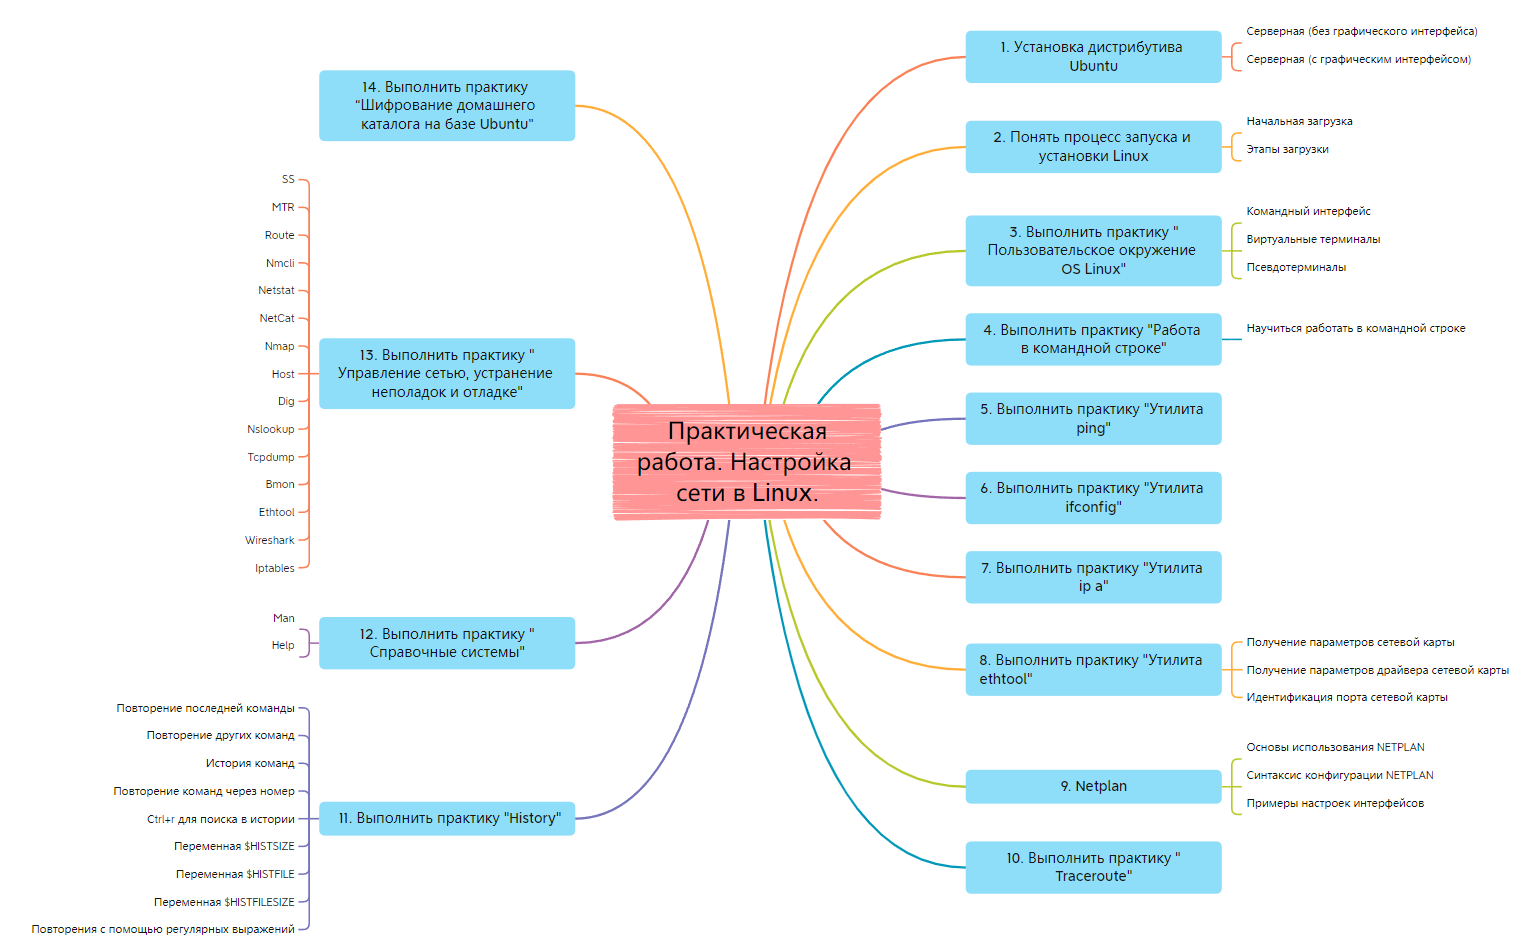 Практическая
работа. Настройка
сети в Linux.
1. Установка дистрибутива
Ubuntu
Серверная (без графического интерфейса)
Серверная (с графическим интерфейсом)
2. Понять процесс запуска и
установки Linux
Начальная загрузка
Этапы загрузки
3. Выполнить практику "
Пользовательское окружение
OS Linux"
Командный интерфейс
Виртуальные терминалы
Псевдотерминалы
4. Выполнить практику "Работа
в командной строке"
Научиться работать в командной строке
5. Выполнить практику "Утилита
ping"
6. Выполнить практику "Утилита
ifconfig"
7. Выполнить практику "Утилита
ip a"
8. Выполнить практику "Утилита
ethtool"
Получение параметров сетевой карты
Получение параметров драйвера сетевой карты
Идентификация порта сетевой карты
9. Netplan
Основы использования NETPLAN
Синтаксис конфигурации NETPLAN
Примеры настроек интерфейсов
10. Выполнить практику "
Traceroute"
11. Выполнить практику "History"
Повторение последней команды
Повторение других команд
История команд
Повторение команд через номер
Ctrl+r для поиска в истории
Переменная $HISTSIZE
Переменная $HISTFILE
Переменная $HISTFILESIZE
Повторения с помощью регулярных выражений
12. Выполнить практику "
Справочные системы"
Man
Help
13. Выполнить практику "
Управление сетью, устранение
неполадок и отладке"
SS
MTR
Route
Nmcli
Netstat
NetCat
Nmap
Host
Dig
Nslookup
Tcpdump
Bmon
Ethtool
Wireshark
Iptables
14. Выполнить практику
"Шифрование домашнего
каталога на базе Ubuntu"